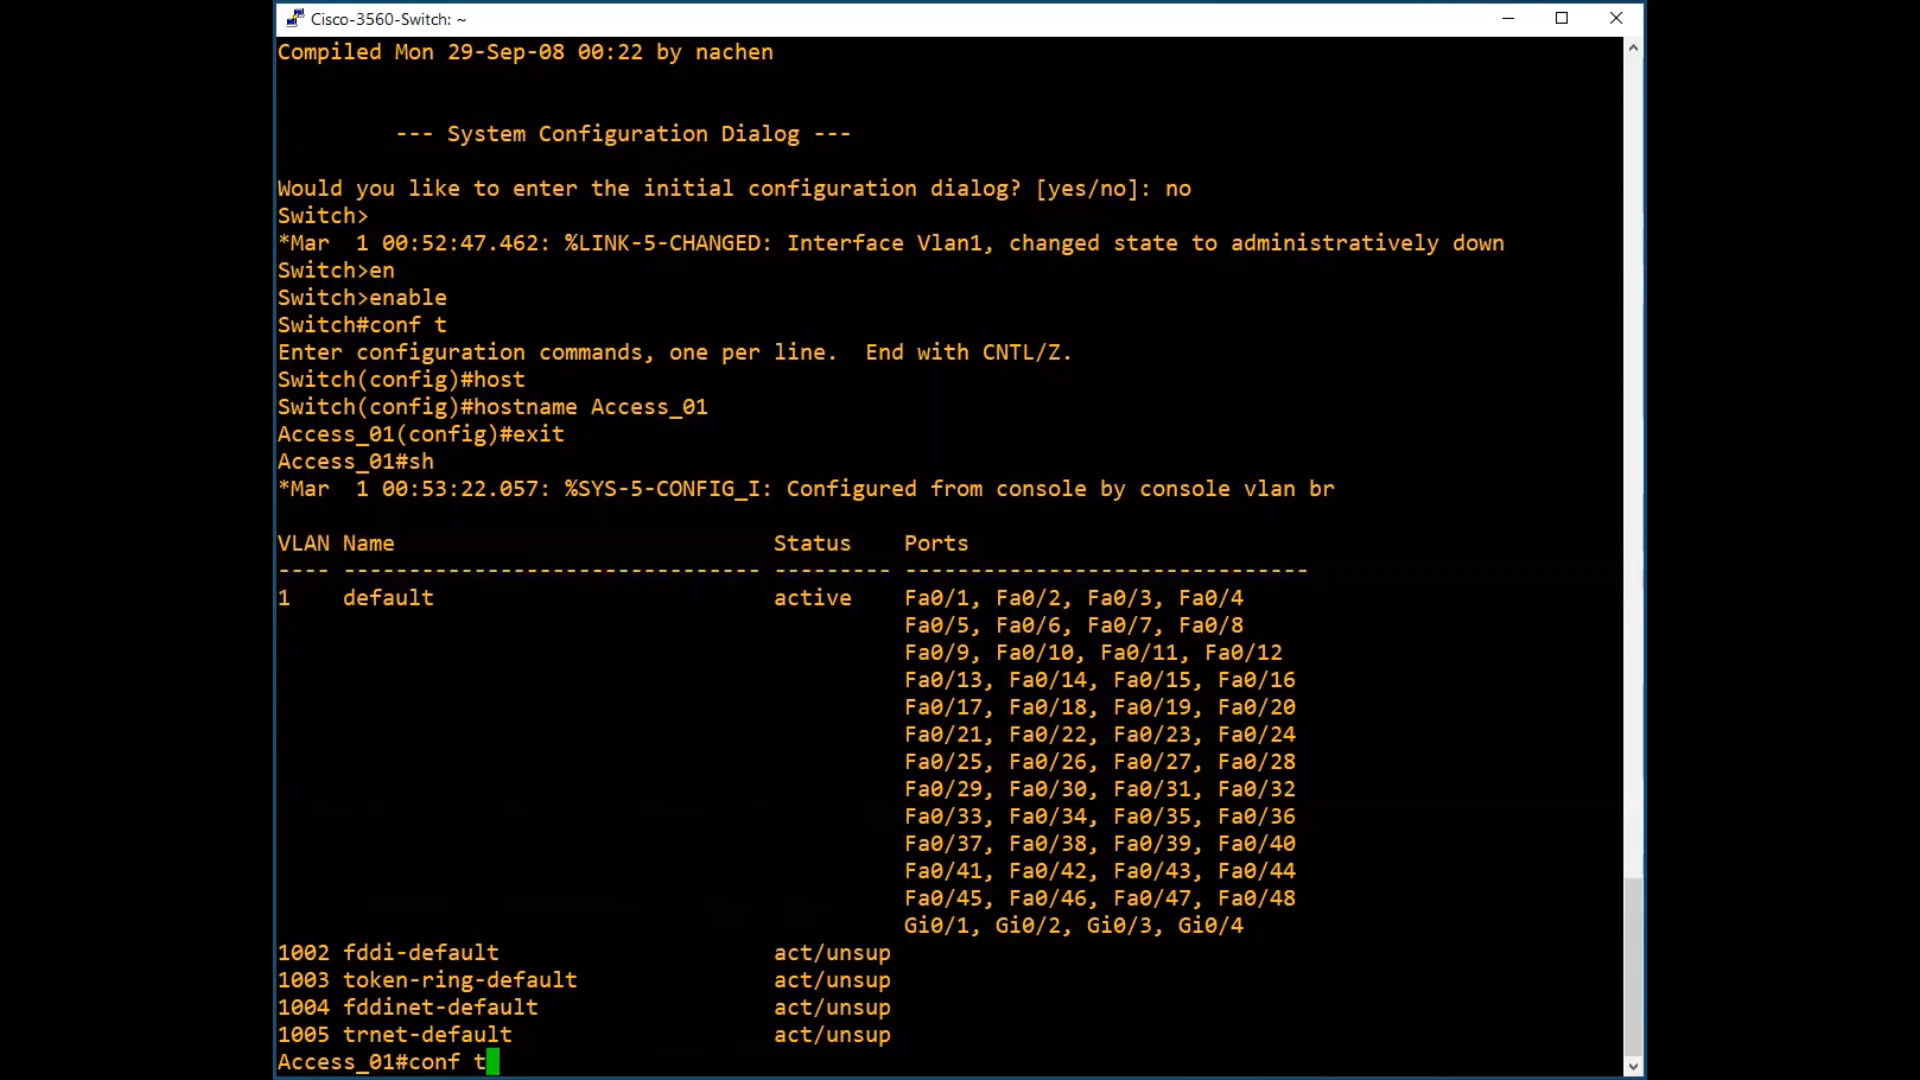 Cisco-3560-Switch: ~
Compiled Mon 29-Sep-08 00:22 by nachen
--- System Configuration Dialog ---
Would you like to enter the initial configuration dialog? [yes/no]: no
Switch>
*Mar  1 00:52:47.462: %LINK-5-CHANGED: Interface Vlan1, changed state to administratively down
Switch>en
Switch>enable
Switch#conf t
Enter configuration commands, one per line.  End with CNTL/Z.
Switch(config)#host
Switch(config)#hostname Access_01
Access_01(config)#exit
Access_01#sh
*Mar  1 00:53:22.057: %SYS-5-CONFIG_I: Configured from console by console vlan br
VLAN Name                             Status    Ports
---- -------------------------------- --------- -------------------------------
1    default                          active    Fa0/1, Fa0/2, Fa0/3, Fa0/4
Fa0/5, Fa0/6, Fa0/7, Fa0/8
Fa0/9, Fa0/10, Fa0/11, Fa0/12
Fa0/13, Fa0/14, Fa0/15, Fa0/16
Fa0/17, Fa0/18, Fa0/19, Fa0/20
Fa0/21, Fa0/22, Fa0/23, Fa0/24
Fa0/25, Fa0/26, Fa0/27, Fa0/28
Fa0/29, Fa0/30, Fa0/31, Fa0/32
Fa0/33, Fa0/34, Fa0/35, Fa0/36
Fa0/37, Fa0/38, Fa0/39, Fa0/40
Fa0/41, Fa0/42, Fa0/43, Fa0/44
Fa0/45, Fa0/46, Fa0/47, Fa0/48
Gi0/1, Gi0/2, Gi0/3, Gi0/4
1002 fddi-default                     act/unsup
1003 token-ring-default               act/unsup
1004 fddinet-default                  act/unsup
1005 trnet-default                    act/unsup
Access_01#conf t